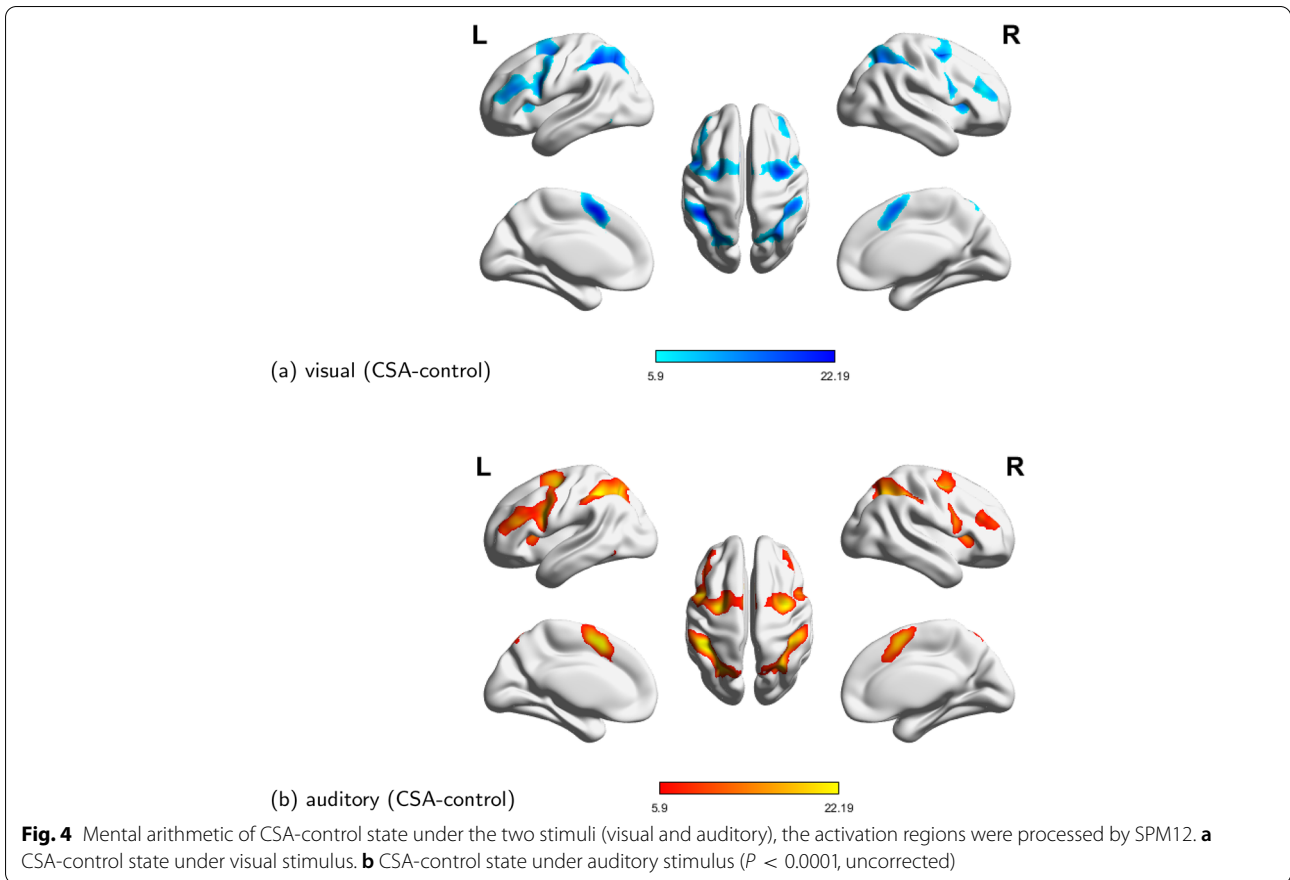 L
R
(a) visual (CSA-control)
5.9
22.19
L
R
(b) auditory (CSA-control)
5.9
22.19
Fig. 4 Mental arithmetic of CSA-control state under the two stimuli (visual and auditory), the activation regions were processed by SPM12. a
CSA-control state under visual stimulus. b CSA-control state under auditory stimulus (P < 0.0001, uncorrected)